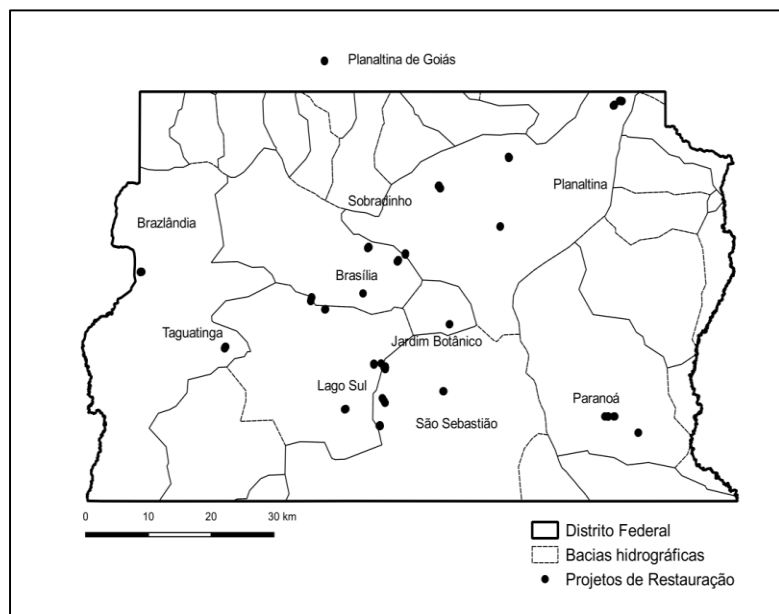 Planaltina de Goiás
Planaltina
Sobradinho
Brazlândia
Brasília
Taguatinga
Jardim Botânico
Lago Sul
Paranoá
São Sebastião
0 10 20 30 km
Distrito Federal
Bacias hidrográficas
Projetos de Restauração